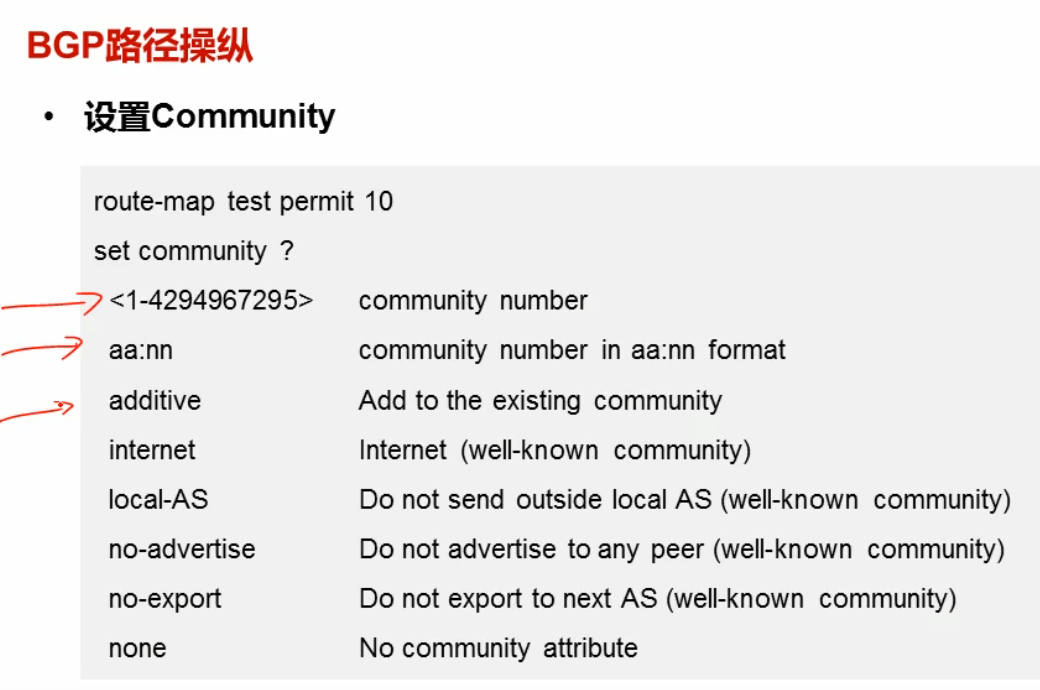 BGP路径操纵
• 设置Community
route-map test permit 10
set community ?
<1-4294967295> community number
aa:nn community number in aa:nn format
additive Add to the existing community
internet Internet (well-known community)
local-AS Do not send outside local AS (well-known community)
no-advertise Do not advertise to any peer (well-known community)
no-export Do not export to next AS (well-known community)
none No community attribute